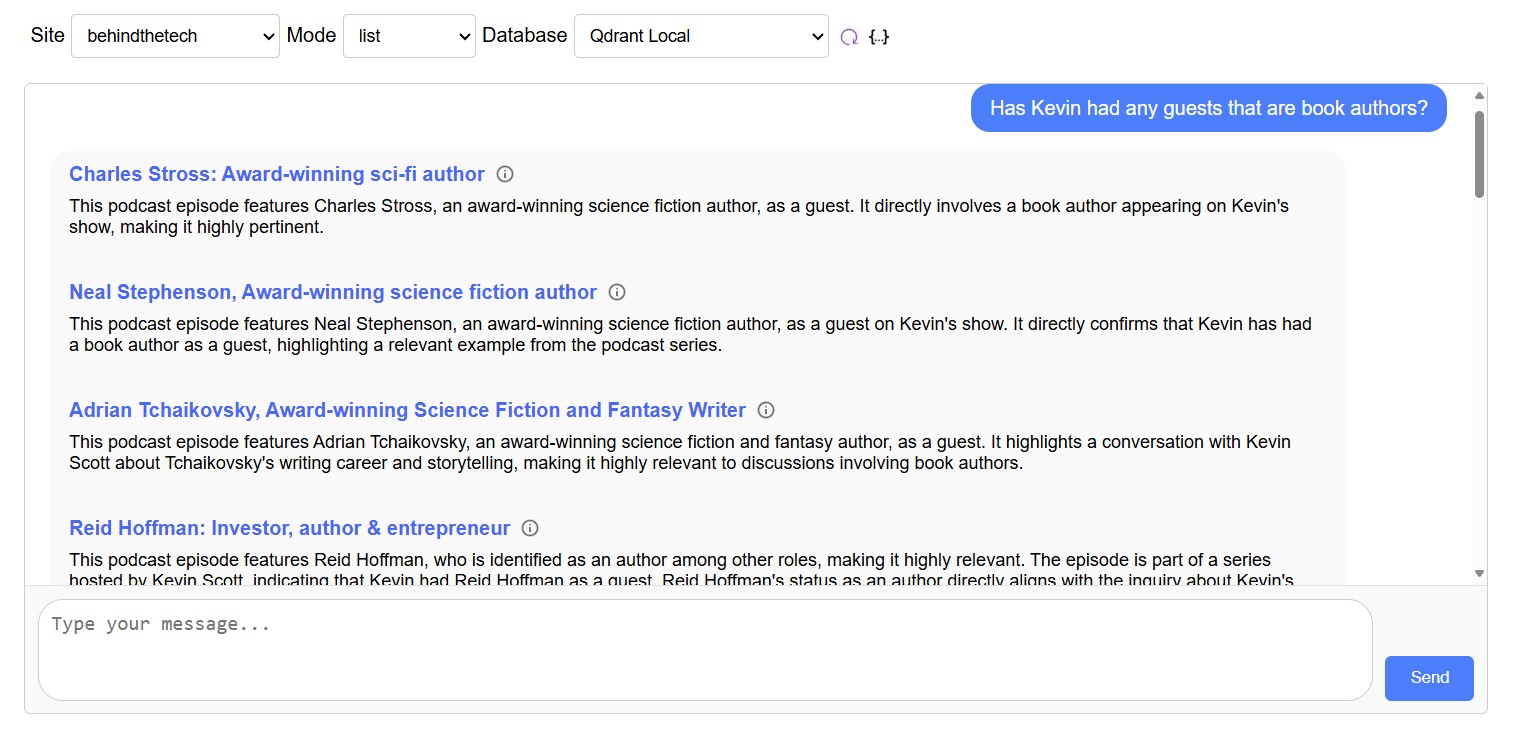 Site behindthetech Mode list Database Qdrant Local {..}
Has Kevin had any guests that are book authors?
Charles Stross: Award-winning sci-fi author
This podcast episode features Charles Stross, an award-winning science fiction author, as a guest. It directly involves a book author appearing on Kevin's
show, making it highly pertinent.
Neal Stephenson, Award-winning science fiction author
This podcast episode features Neal Stephenson, an award-winning science fiction author, as a guest on Kevin's show. It directly confirms that Kevin has had
a book author as a guest, highlighting a relevant example from the podcast series.
Adrian Tchaikovsky, Award-winning Science Fiction and Fantasy Writer
This podcast episode features Adrian Tchaikovsky, an award-winning science fiction and fantasy author, as a guest. It highlights a conversation with Kevin
Scott about Tchaikovsky's writing career and storytelling, making it highly relevant to discussions involving book authors.
Reid Hoffman: Investor, author & entrepreneur
This podcast episode features Reid Hoffman, who is identified as an author among other roles, making it highly relevant. The episode is part of a series
hosted by Kevin Scott, indicating that Kevin had Reid Hoffman as a guest. Reid Hoffman's status as an author directly aligns with the inquiry about Kevin's
Type your message...
Send